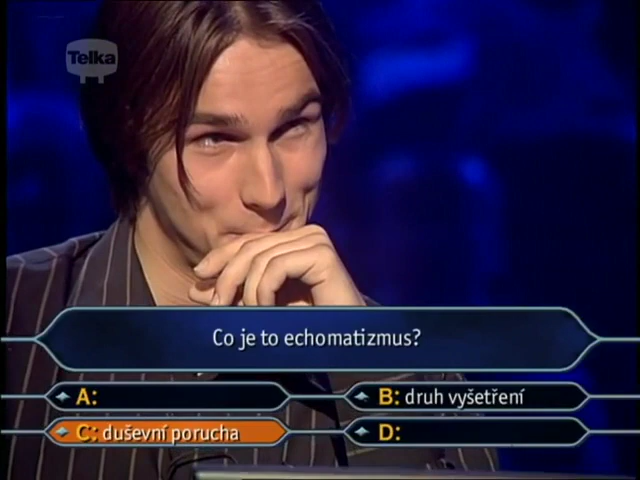 Telka
Co je to echomatizmus?
A:
B: druh vyšetření
C: duševní porucha
D: